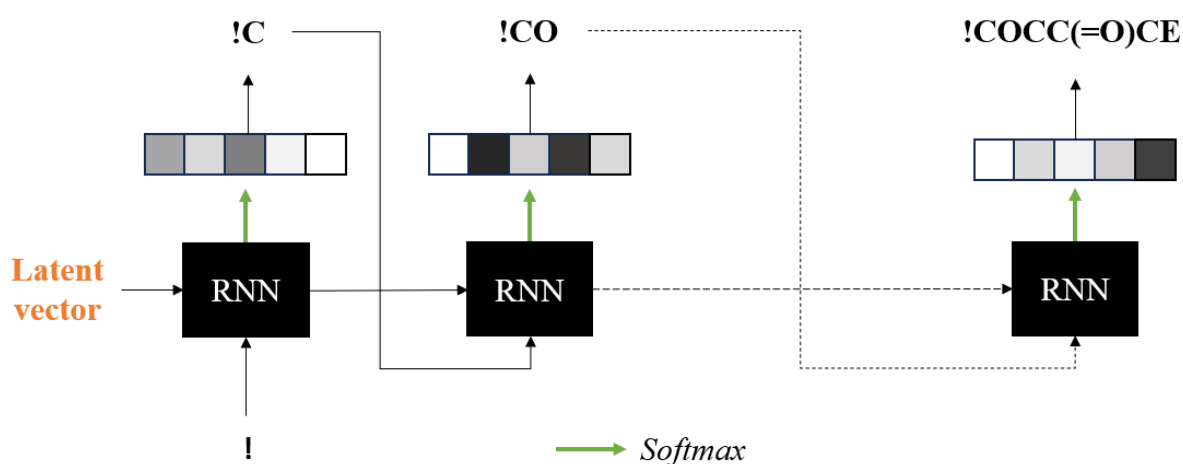 !C
!CO
!COCC(=O)CE
Latent
vector
RNN
RNN
RNN
!
Softmax